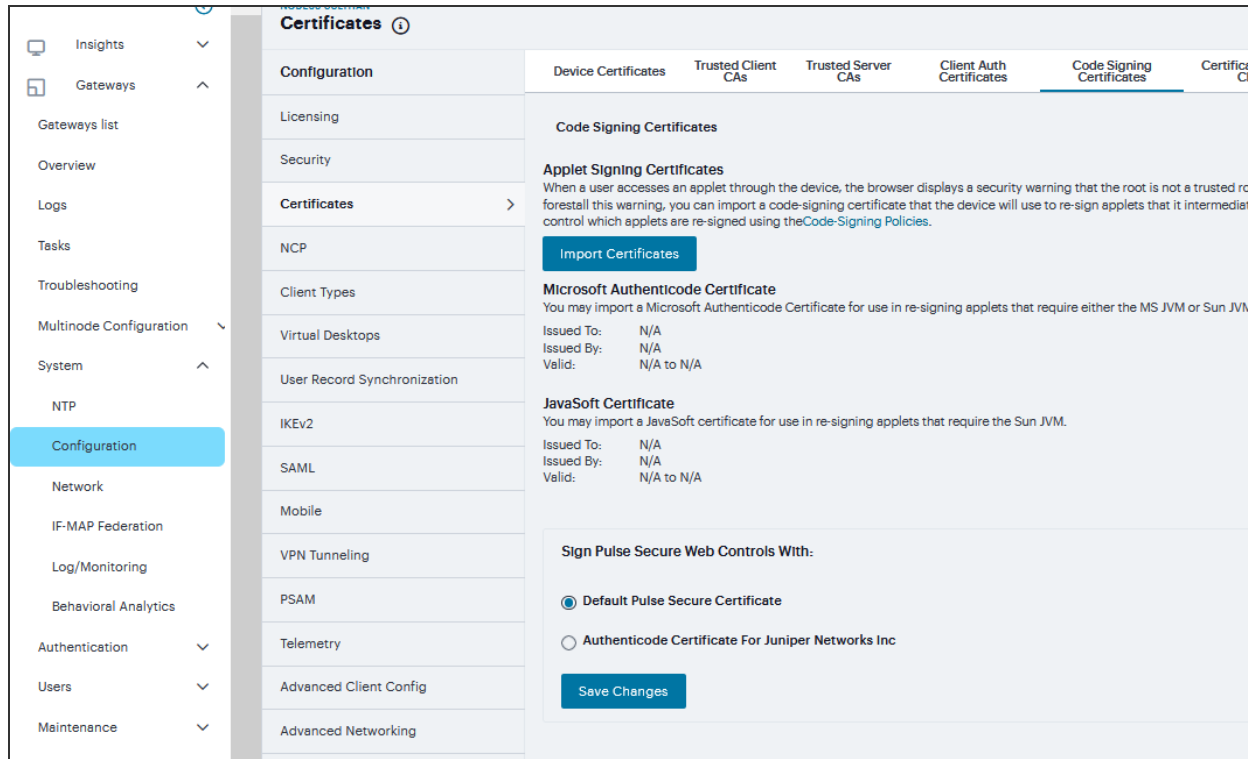 Certificates
Insights
Gateways
Gateways list
Overview
Logs
Tasks
Troubleshooting
Multinode Configuration
System
NTP
Configuration
Network
IF-MAP Federation
Log/Monitoring
Behavioral Analytics
Authentication
Users
Maintenance
Configuration
Licensing
Security
Certificates
NCP
Client Types
Virtual Desktops
User Record Synchronization
IKEv2
SAML
Mobile
VPN Tunneling
PSAM
Telemetry
Advanced Client Config
Advanced Networking
Device Certificates
Trusted Client
CAs
Trusted Server
CAs
Client Auth
Certificates
Code Signing
Certificates
Code Signing Certificates
Applet Signing Certificates
When a user accesses an applet through the device, the browser displays a security warning that the root is not a trusted
forestall this warning, you can import a code-signing certificate that the device will use to re-sign applets that it
control which applets are re-signed using theCode-Signing Policies.
Import Certificates
Microsoft Authenticode Certificate
You may import a Microsoft Authenticode Certificate for use in re-signing applets that require either the MS JVM or Sun
Issued To: N/A
Issued By: N/A
Valid: N/A to N/A
JavaSoft Certificate
You may import a JavaSoft certificate for use in re-signing applets that require the Sun JVM.
Issued To: N/A
Issued By: N/A
Valid: N/A to N/A
Sign Pulse Secure Web Controls With:
Default Pulse Secure Certificate
Authenticode Certificate For Juniper Networks Inc
Save Changes